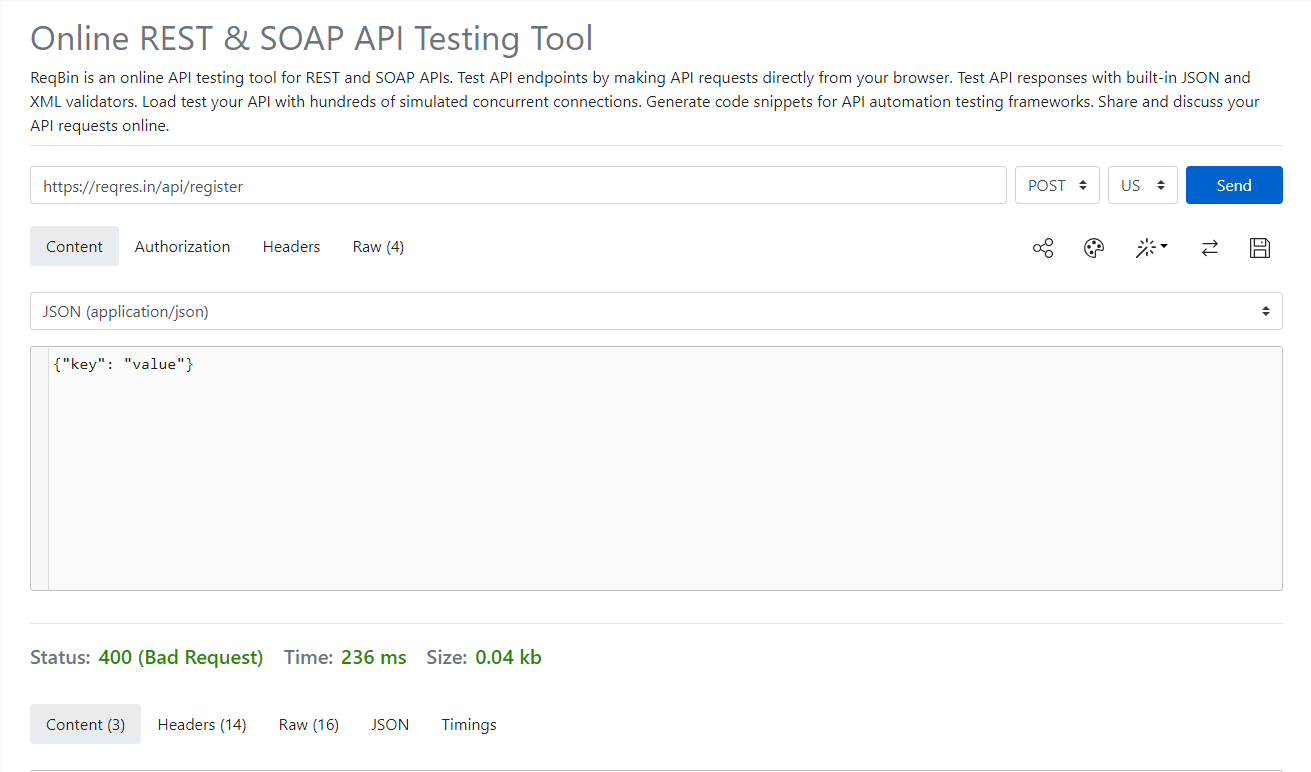 Online REST & SOAP API Testing Tool
ReqBin is an online API testing tool for REST and SOAP APIs. Test API endpoints by making API requests directly from your browser. Test API responses with built-in JSON and
XML validators. Load test your API with hundreds of simulated concurrent connections. Generate code snippets for API automation testing frameworks. Share and discuss your
API requests online.
https://reqres.in/api/register POST US Send
Content Authorization Headers Raw (4)
JSON (application/json)
{"key": "value"}
Status: 400 (Bad Request) Time: 236 ms Size: 0.04 kb
Content (3) Headers (14) Raw (16) JSON Timings